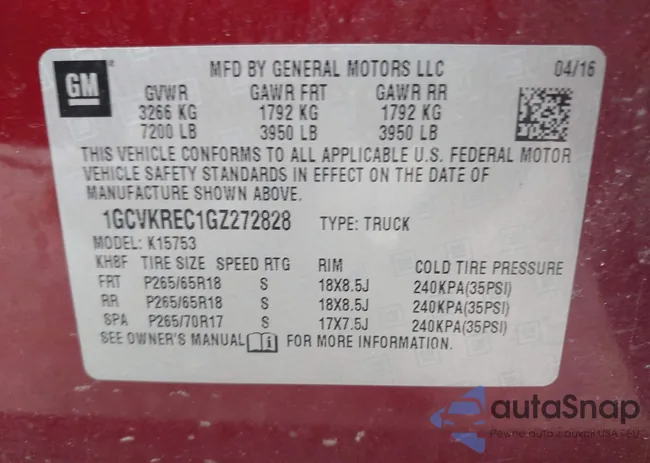 GM
MFD BY GENERAL MOTORS LLC 04/16
GVWR GAWR FRT GAWR RR
3266 KG 1792 KG 1792 KG
7200 LB 3950 LB 3950 LB
THIS VEHICLE CONFORMS TO ALL APPLICABLE U.S. FEDERAL MOTOR
VEHICLE SAFETY STANDARDS IN EFFECT ON THE DATE OF
MANUFACTURE SHOWN ABOVE.
1GCVKREC1GZ272828 TYPE: TRUCK
MODEL: K15753
KH8F TIRE SIZE SPEED RTG RIM COLD TIRE PRESSURE
FRT P265/65R18 S 18X8.5J 240KPA(35PSI)
RR P265/65R18 S 18X8.5J 240KPA(35PSI)
SPA P265/70R17 S 17X7.5J 240KPA(35PSI)
SEE OWNER'S MANUAL FOR MORE INFORMATION.
autaSnap
Pewne auta z aukcji USA